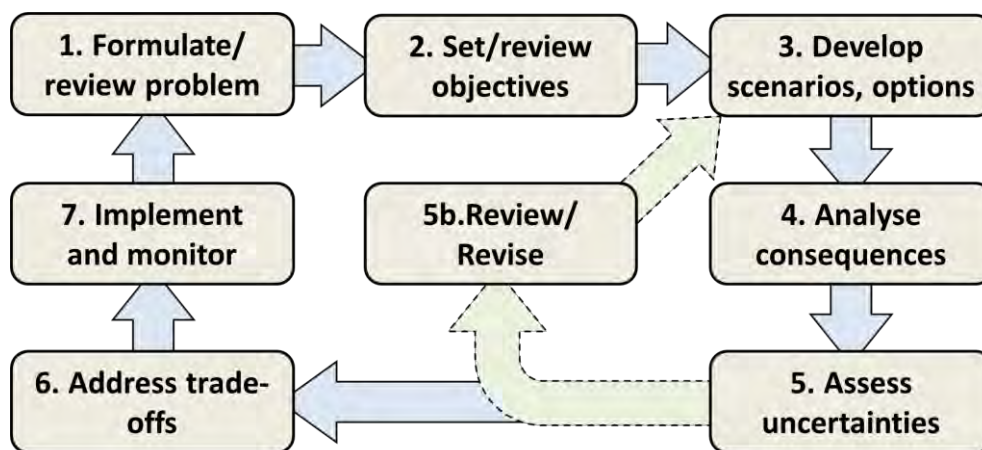 1. Formulate/
review problem
2. Set/review
objectives
3. Develop
scenarios, options
7. Implement
and monitor
5b.Review/
Revise
4. Analyse
consequences
6. Address trade-
offs
5. Assess
uncertainties